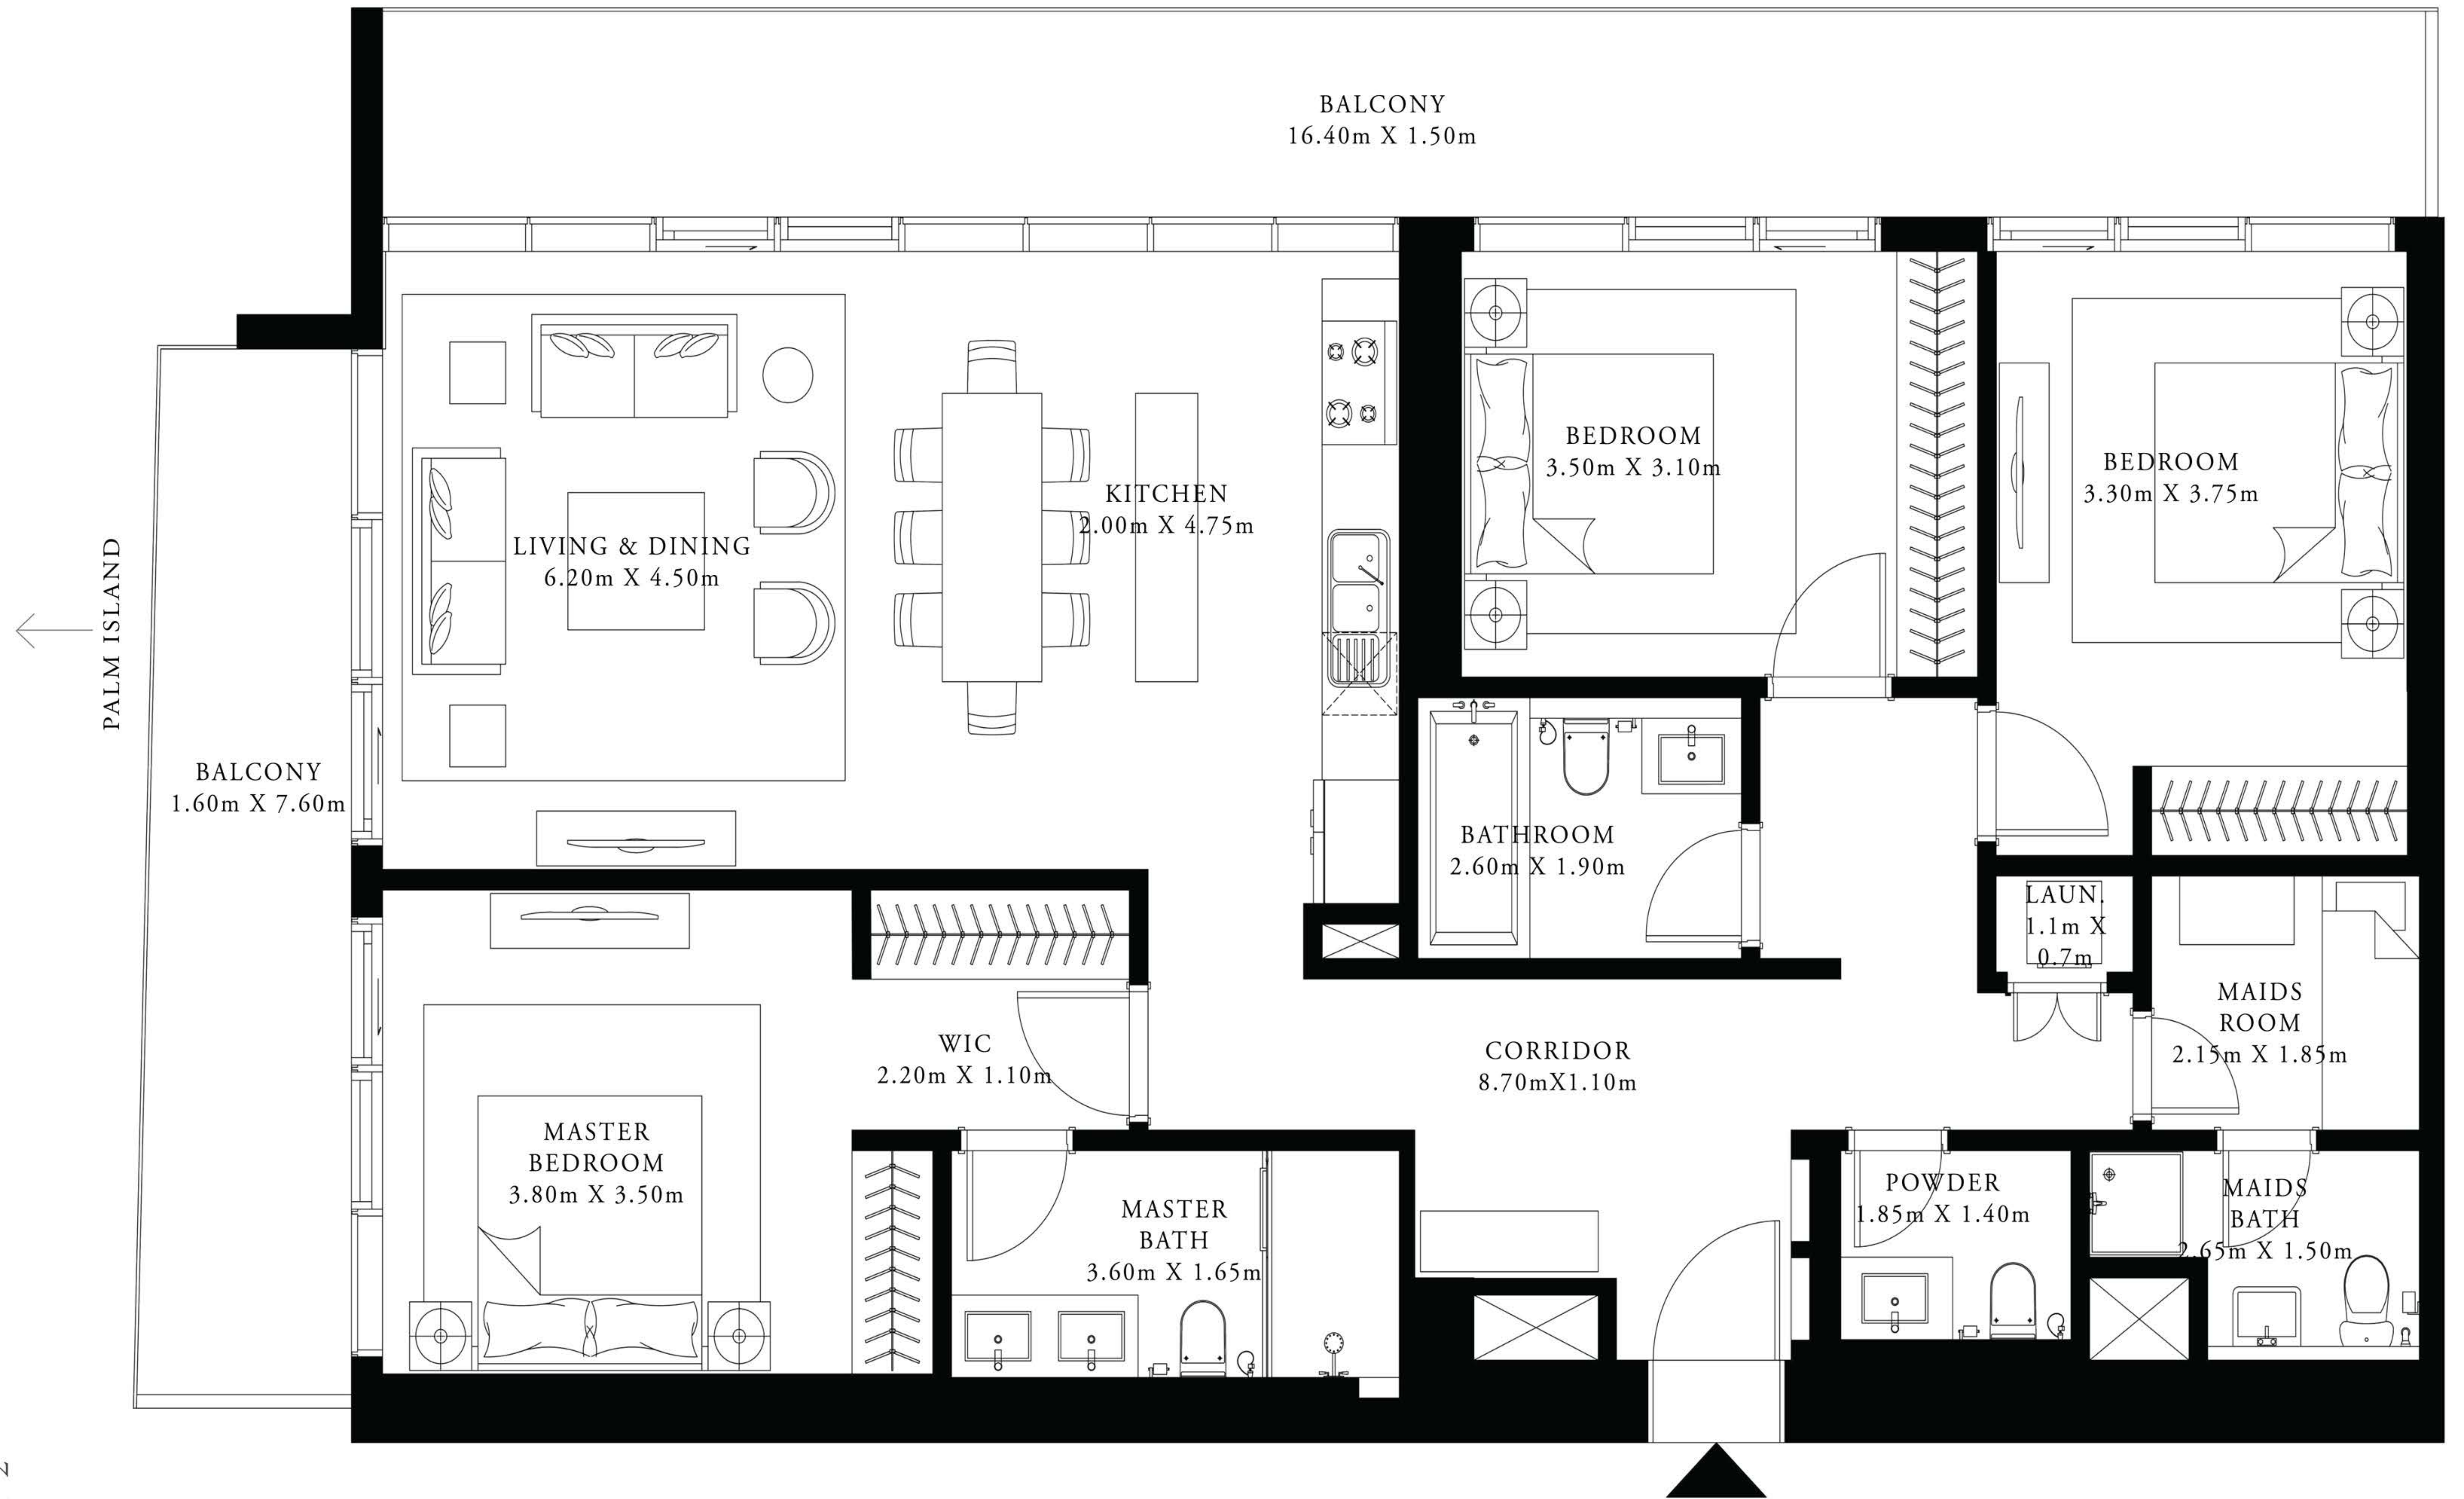 BALCONY
16.40m X 1.50m
BEDROOM
3.50m X 3.10m
BEDROOM
3.30m X 3.75m
KITCHEN
2.00m X 4.75m
LIVING & DINING
6.20m X 4.50m
PALM ISLAND
BALCONY
1.60m X 7.60m
BATHROOM
2.60m X 1.90m
LAUN.
1.1m X
0.7m
MAIDS
ROOM
2.15m X 1.85m
WIC
2.20m X 1.10m
CORRIDOR
8.70mX1.10m
MASTER
BEDROOM
3.80m X 3.50m
MASTER
BATH
3.60m X 1.65m
POWDER
1.85m X 1.40m
MAIDS
BATH
2.65m X 1.50m